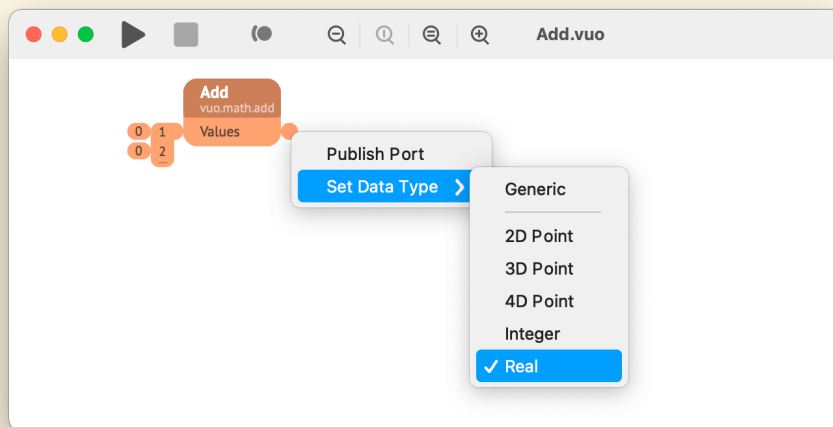 Add.vuo
Add
vuo.math.add
0 1 Values
0 2
Publish Port
Set Data Type
Generic
2D Point
3D Point
4D Point
Integer
Real